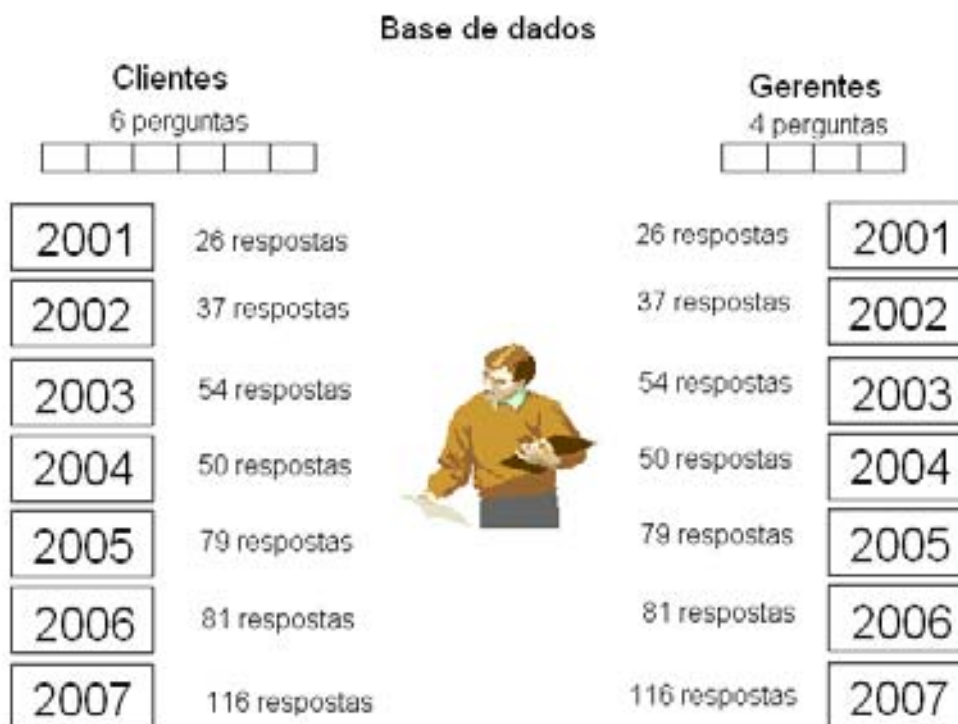 Base de dados
Clientes
6 perguntas
Gerentes
4 perguntas
2001 26 respostas 26 respostas 2001
2002 37 respostas 37 respostas 2002
2003 54 respostas 54 respostas 2003
2004 50 respostas 50 respostas 2004
2005 79 respostas 79 respostas 2005
2006 81 respostas 81 respostas 2006
2007 116 respostas 116 respostas 2007